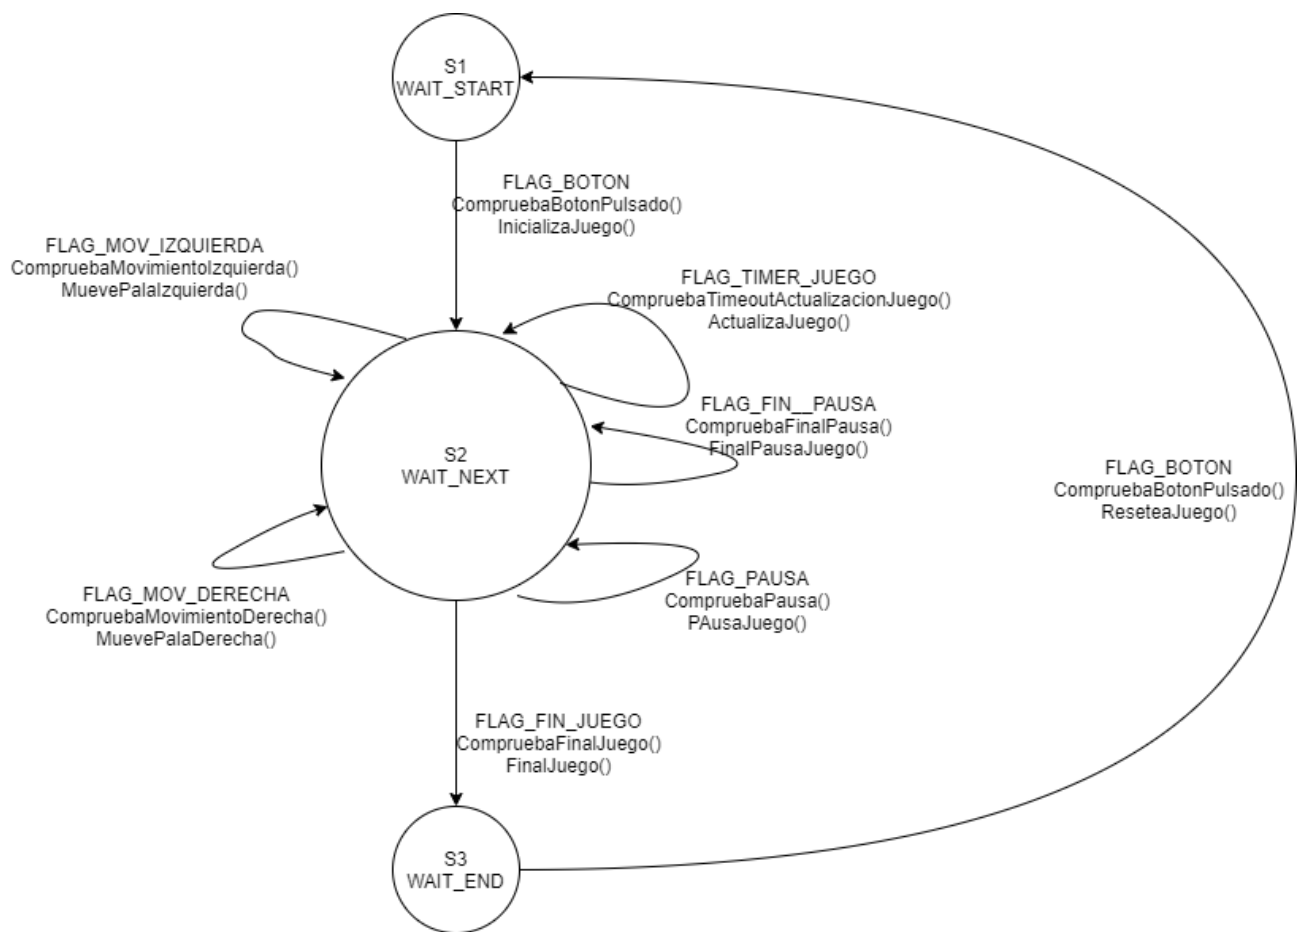 S1
WAIT_START
FLAG_BOTON
CompruebaBotonPulsado()
InicializaJuego()
FLAG_MOV_IZQUIERDA
CompruebaMovimientoIzquierda()
MuevePalaIzquierda()
FLAG_TIMER_JUEGO
CompruebaTimeoutActualizacionJuego()
ActualizaJuego()
FLAG_FIN__PAUSA
CompruebaFinalPausa()
FinalPausaJuego()
S2
WAIT_NEXT
FLAG_BOTON
CompruebaBotonPulsado()
ReseteaJuego()
FLAG_MOV_DERECHA
CompruebaMovimientoDerecha()
MuevePalaDerecha()
FLAG_PAUSA
CompruebaPausa()
PAusaJuego()
FLAG_FIN_JUEGO
CompruebaFinalJuego()
FinalJuego()
S3
WAIT_END